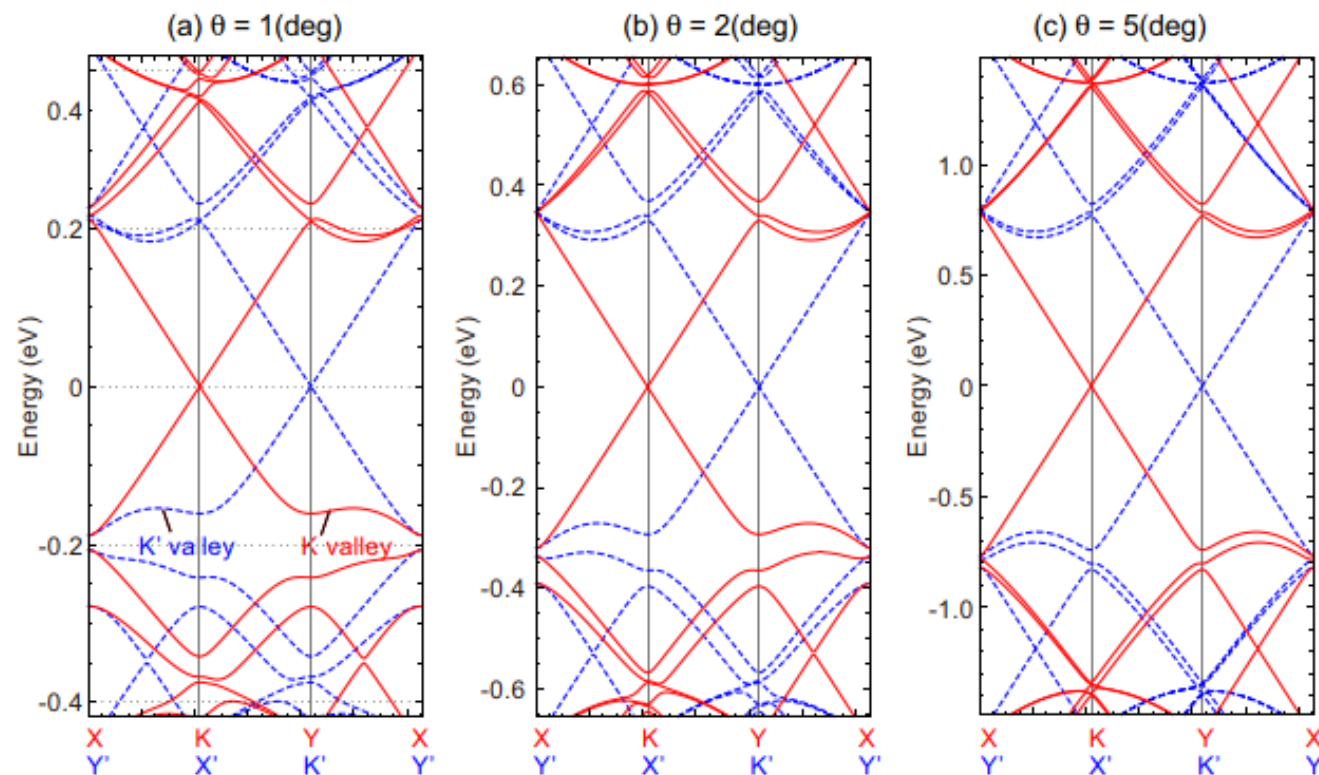 (a) θ = 1(deg)
Energy (eV)
0.4
0.2
0
-0.2
-0.4
K' valley
K valley
X K Y X
Y' X' K' Y'
(b) θ = 2(deg)
Energy (eV)
0.6
0.4
0.2
0
-0.2
-0.4
-0.6
X K Y X
Y' X' K' Y'
(c) θ = 5(deg)
Energy (eV)
1.0
0.5
0
-0.5
-1.0
X K Y X
Y' X' K' Y'